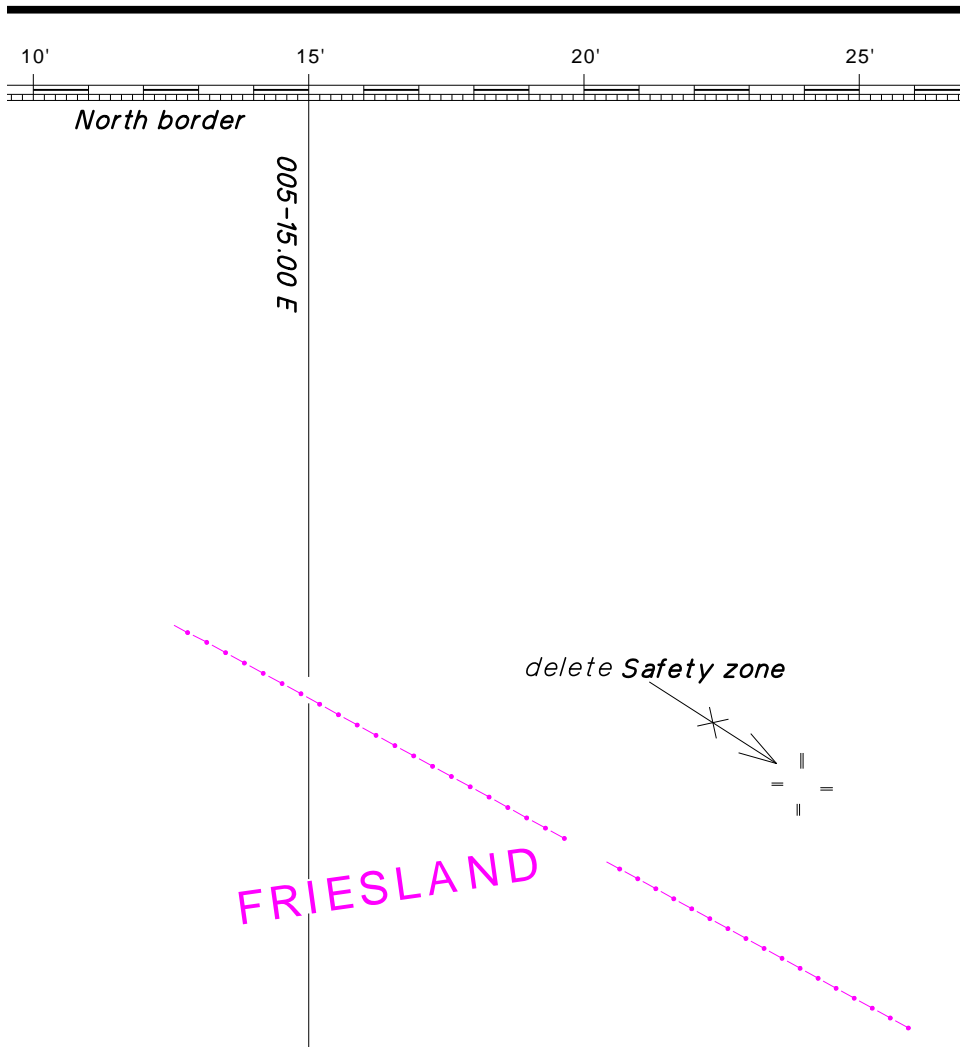 10' 15' 20' 25'
North border
005-15.00 E
delete Safety zone
FRIESLAND